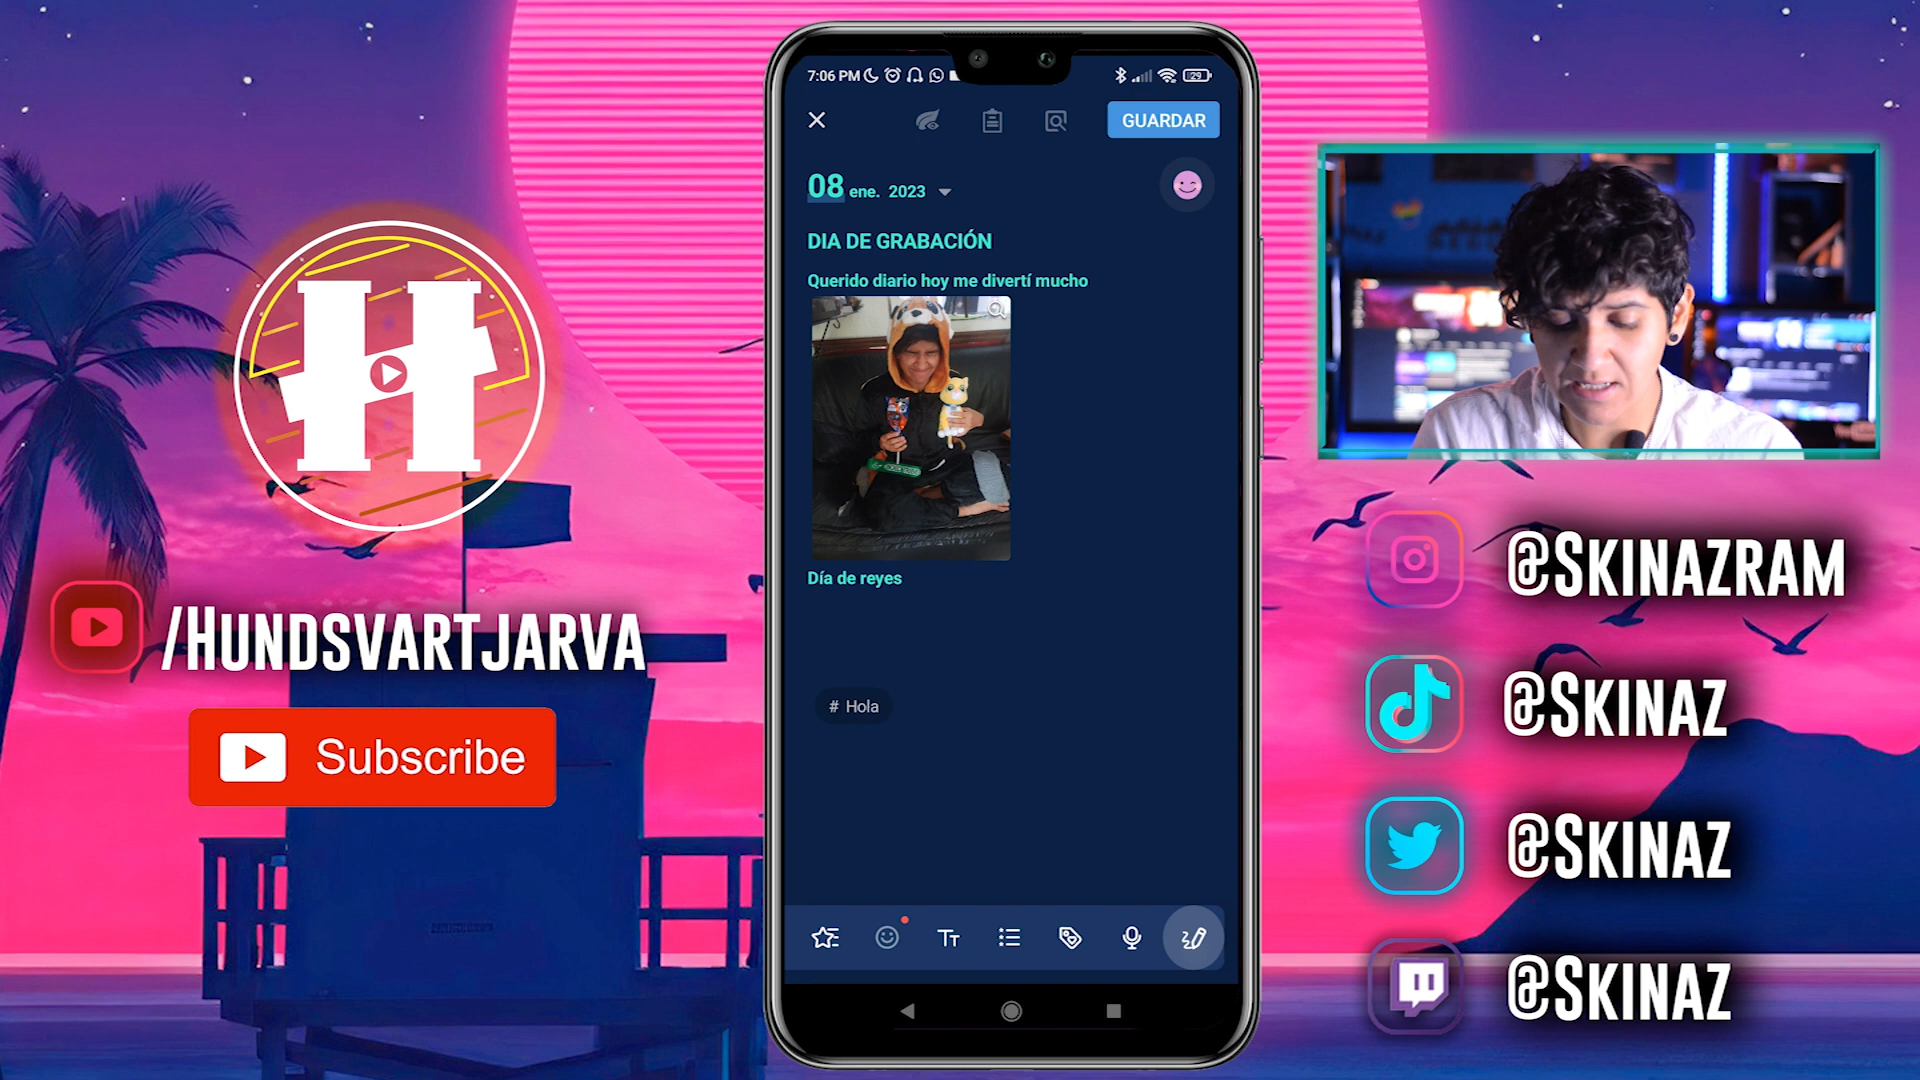 7:06 PM
29
GUARDAR
08 ene. 2023
DIA DE GRABACIÓN
Querido diario hoy me divertí mucho
Día de reyes
# Hola
H
/HUNDSVARTJARVA
Subscribe
@SKINAZRAM
@SKINAZ
@SKINAZ
@SKINAZ